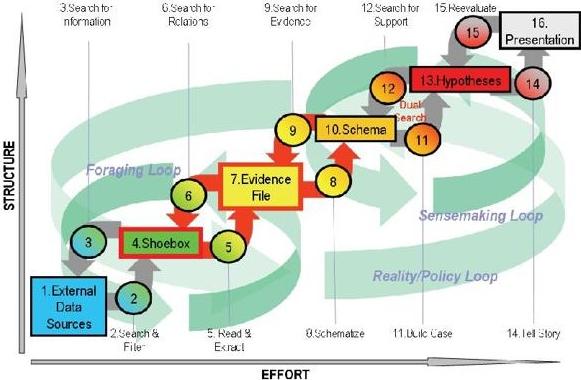 3.Search for
Information
6.Search for
Relations
9.Search for
Evidence
12.Search for
Support
15.Reevaluate
16.
Presentation
15
13.Hypotheses
14
12
Dual
Search
11
10.Schema
9
8
7.Evidence
File
6
5
4.Shoebox
3
2
1.External
Data
Sources
Foraging Loop
Sensemaking Loop
Reality/Policy Loop
2.Search &
Filter
5. Read &
Extract
8.Schematize
11.Build Case
14.Tell Story
STRUCTURE
EFFORT